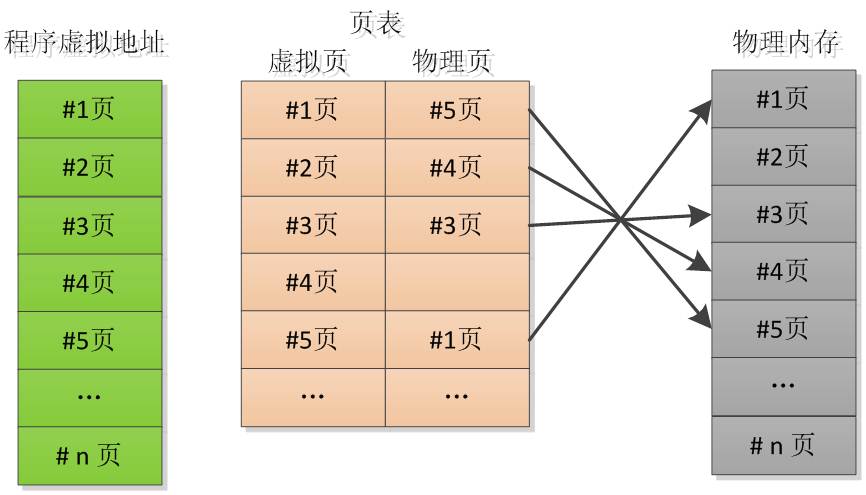 程序虚拟地址
#1页
#2页
#3页
#4页
#5页
...
# n 页
页表
虚拟页 物理页
#1页 #5页
#2页 #4页
#3页 #3页
#4页
#5页 #1页
... ...
物理内存
#1页
#2页
#3页
#4页
#5页
...
# n 页